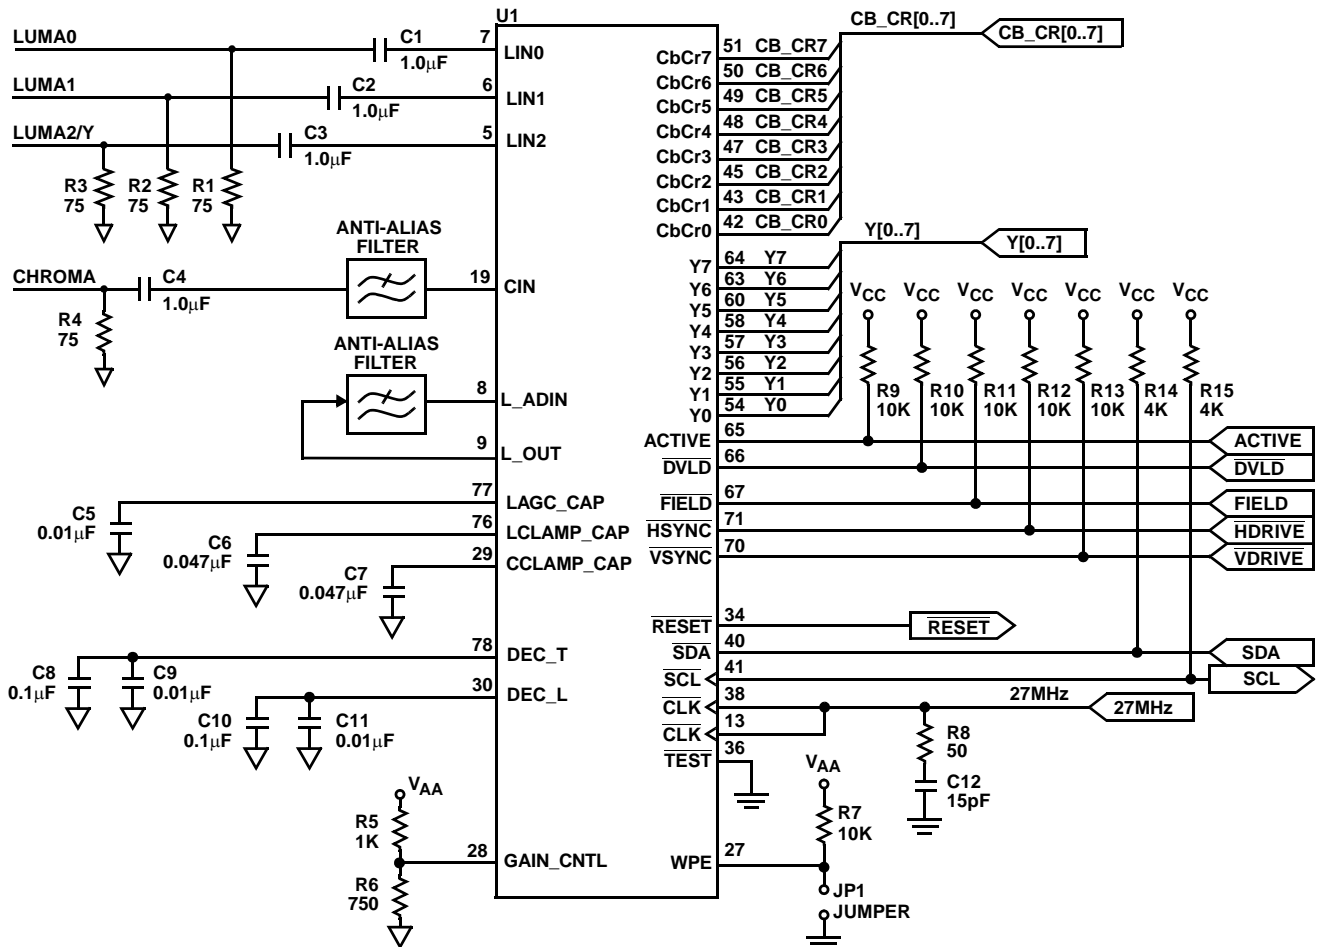 U1
LUMA0
C1
1.0μF
7
LIN0
LUMA1
C2
1.0μF
6
LIN1
LUMA2/Y
C3
1.0μF
5
LIN2
R3
75
R2
75
R1
75
ANTI-ALIAS
FILTER
CHROMA
C4
1.0μF
19
CIN
R4
75
ANTI-ALIAS
FILTER
8
L_ADIN
9
L_OUT
77
LAGC_CAP
C5
0.01μF
76
LCLAMP_CAP
C6
0.047μF
29
CCLAMP_CAP
C7
0.047μF
78
DEC_T
C8
0.1μF
C9
0.01μF
30
DEC_L
C10
0.1μF
C11
0.01μF
VAA
R5
1K
28
GAIN_CNTL
R6
750
CB_CR[0..7]
CB_CR[0..7]
CbCr7 51 CB_CR7
CbCr6 50 CB_CR6
CbCr5 49 CB_CR5
CbCr4 48 CB_CR4
CbCr3 47 CB_CR3
CbCr2 45 CB_CR2
CbCr1 43 CB_CR1
CbCr0 42 CB_CR0
Y[0..7]
Y[0..7]
Y7 64 Y7
Y6 63 Y6
Y5 60 Y5
Y4 58 Y4
Y3 57 Y3
Y2 56 Y2
Y1 55 Y1
Y0 54 Y0
VCC VCC VCC VCC VCC VCC VCC
R9 R10 R11 R12 R13 R14 R15
10K 10K 10K 10K 10K 4K 4K
ACTIVE 65 ACTIVE
DVLD 66 DVLD
FIELD 67 FIELD
HSYNC 71 HDRIVE
VSYNC 70 VDRIVE
RESET 34 RESET
SDA 40 SDA
SCL 41 SCL
CLK 38 27MHz 27MHz
CLK 13
TEST 36
R8
50
C12
15pF
VAA
R7
10K
WPE 27
JP1
JUMPER